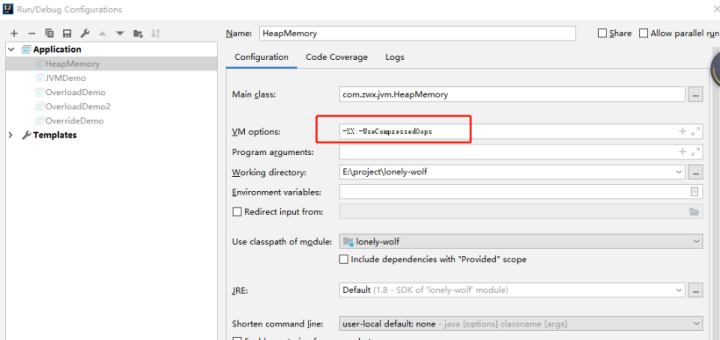 Run/Debug Configurations
Name: HeapMemory Share Allow parallel run
Application
HeapMemory
JVMDemo
OverloadDemo
OverloadDemo2
OverrideDemo
Templates
Configuration Code Coverage Logs
Main class: com.zwx.jvm.HeapMemory ...
VM options: -XX:-UseCompressedOops
Program arguments:
Working directory: E:\project\lonely-wolf ...
Environment variables:
Redirect input from:
Use classpath of module: lonely-wolf
Include dependencies with "Provided" scope
JRE: Default (1.8 - SDK of 'lonely-wolf' module) ...
Shorten command line: user-local default: none - java [options] classname [args]